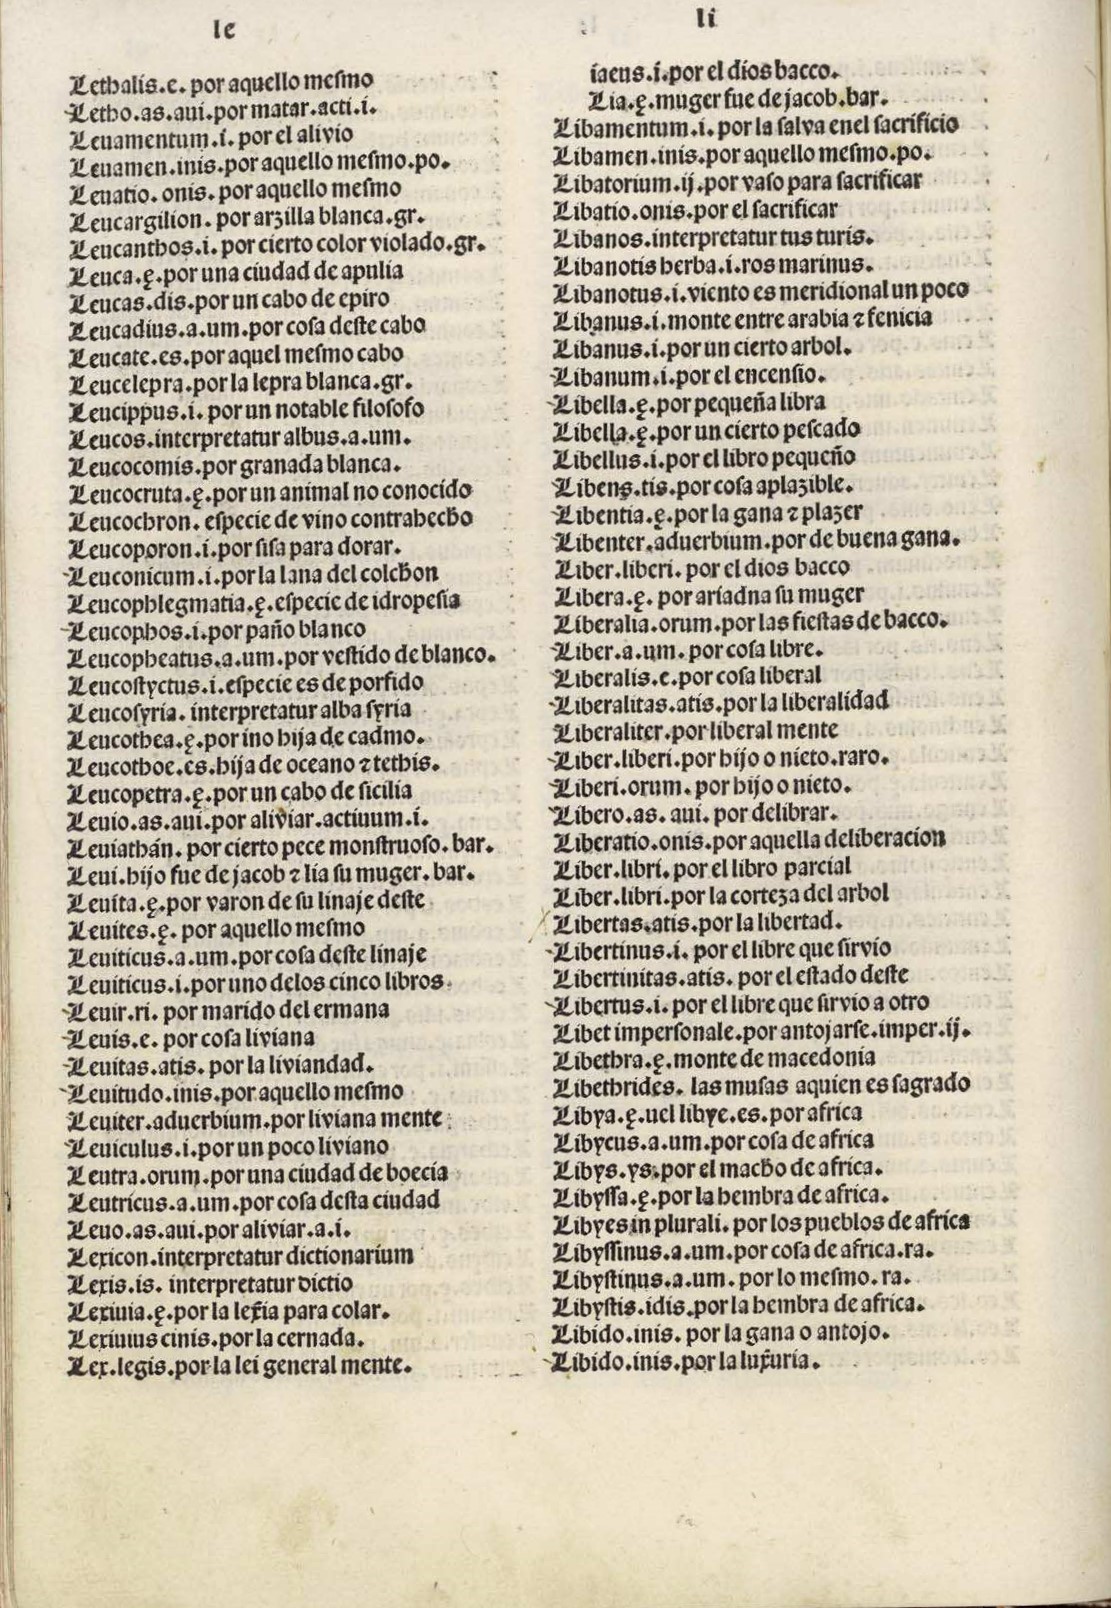 le
Lethalis.e. por aquello meſmo
Letho.as.aui.por matar.acti.i.
Leuamentum.i. por el aliuio
Leuamen.inis.por aquello meſmo.po.
Leuatio.onis.por aquello meſmo
Leucargilion.por arzilla blanca.gr.
Leucanthos.i.por cierto color violado.gr.
Leuca.ę.por una ciudad de apulia
Leucas.dis.por un cabo de epiro
Leucadius.a.um.por coſa deſte cabo
Leucate.es.por aquel meſmo cabo
Leucelepra.por la lepra blanca.gr.
Leucippus.i.por un notable filoſofo
Leucos.interpretatur albus.a.um.
Leucocomis.por granada blanca.
Leucocruta.ę.por un animal no conocido
Leucochron.eſpecie de vino contrahecho
Leucoporon.i.por ſiſa para dorar.
Leuconicum.i.por la lana del colchon
Leucophlegmatia.ę.eſpecie de idropeſia
Leucophos.i.por paño blanco
Leucopheatus.a.um.por veſtido de blanco.
Leucoſtyctus.i.eſpecie es de porfido
Leucoſyria.interpretatur alba ſyria
Leucothea.ę.por ino hija de cadmo.
Leucothoe.es.hija de oceano ⁊ tethis.
Leucopetra.ę.por un cabo de ſicilia
Leuio.as.aui.por aliviar.actiuum.i.
Leuiathán.por cierto pece monſtruoſo.bar.
Leui.hijo fue de jacob ⁊ lia ſu muger.bar.
Leuita.ę.por varon de ſu linaje deſte
Leuites.ę.por aquello meſmo
Leuiticus.a.um.por coſa deſte linaje
Leuiticus.i.por uno delos cinco libros
Leuir.ri.por marido del ermana
Leuis.e.por coſa liviana
Leuitas.atis.por la liviandad.
Leuitudo.inis.por aquello meſmo
Leuiter.aduerbium.por liviana mente
Leuiculus.i.por un poco liviano
Leutra.orum.por una ciudad de boecia
Leutricus.a.um.por coſa deſta ciudad
Leuo.as.aui.por aliviar.a.i.
Lexicon.interpretatur dictionarium
Lexis.is.interpretatur dictio
Lexiuia.ę.por la lex̃ia para colar.
Lexiuius cinis.por la cernada.
Lex.legis.por la lei general mente.
li
iaeus.i.por el dios bacco.
Lia.ę.muger fue de jacob.bar.
Libamentum.i.por la ſalva enel ſacrificio
Libamen.inis.por aquello meſmo.po.
Libatorium.ij.por vaſo para ſacrificar
Libatio.onis.por el ſacrificar
Libanos.interpretatur tus turis.
Libanotis herba.i.ros marinus.
Libanotus.i.viento es meridional un poco
Libanus.i.monte entre arabia ⁊ fenicia
Libanus.i.por un cierto arbol.
Libanum.i.por el encenſio.
Libella.ę.por pequeña libra
Libella.ę.por un cierto peſcado
Libellus.i.por el libro pequeño
Libens.tis.por coſa aplazible.
Libentia.ę.por la gana ⁊ plazer
Libenter.aduerbium.por de buena gana.
Liber.liberi.por el dios bacco
Libera.ę.por ariadna ſu muger
Liberalia.orum.por las fieſtas de bacco.
Liber.a.um.por coſa libre.
Liberalis.e.por coſa liberal
Liberalitas.atis.por la liberalidad
Liberaliter.por liberal mente
Liber.liberi.por hijo o nieto.raro.
Liberi.orum.por hijo o nieto.
Libero.as.aui.por delibrar.
Liberatio.onis.por aquella deliberacion
Liber.libri.por el libro parcial
Liber.libri.por la corteza del arbol
Libertas.atis.por la libertad.
Libertinus.i.por el libre que ſirvio
Libertinitas.atis.por el eſtado deſte
Libertus.i.por el libre que ſirvio a otro
Libet imperſonale.por antojarſe.imper.ij.
Libethra.ę.monte de macedonia
Libethrides.las muſas aquien es ſagrado
Libya.ę.uel libye.es.por africa
Libycus.a.um.por coſa de africa
Libys.ys.por el macho de africa.
Libyſſa.ę.por la hembra de africa.
Libyes in plurali.por los pueblos de africa
Libyſſinus.a.um.por coſa de africa.ra.
Libyſtinus.a.um.por lo meſmo.ra.
Libyſtis.idis.por la hembra de africa.
Libido.inis.por la gana o antojo.
Libido.inis.por la lux̃uria.